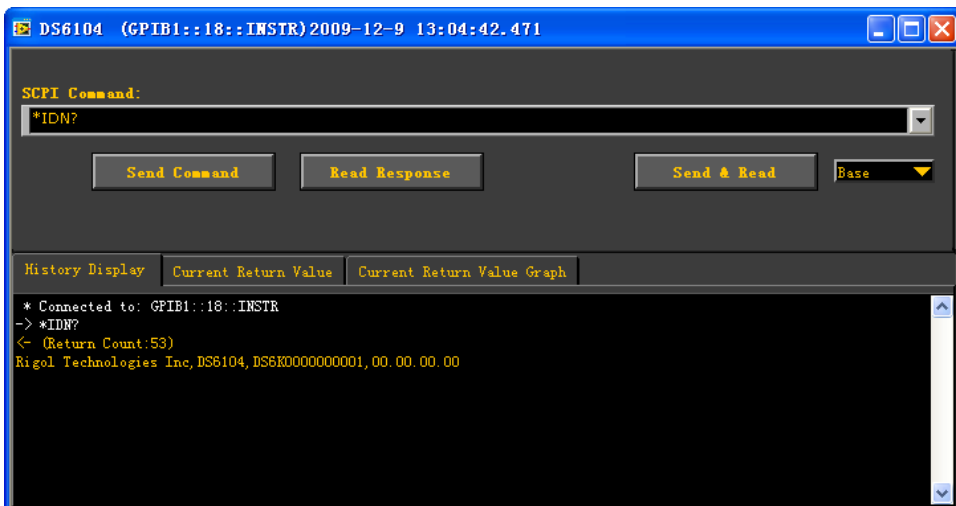 DS6104 (GPIB1::18::INSTR)2009-12-9 13:04:42.471
SCPI Command:
*IDN?
Send Command Read Response Send & Read Base
History Display Current Return Value Current Return Value Graph
* Connected to: GPIB1::18::INSTR
-> *IDN?
<- (Return Count:53)
Rigol Technologies Inc,DS6104,DS6K0000000001,00.00.00.00